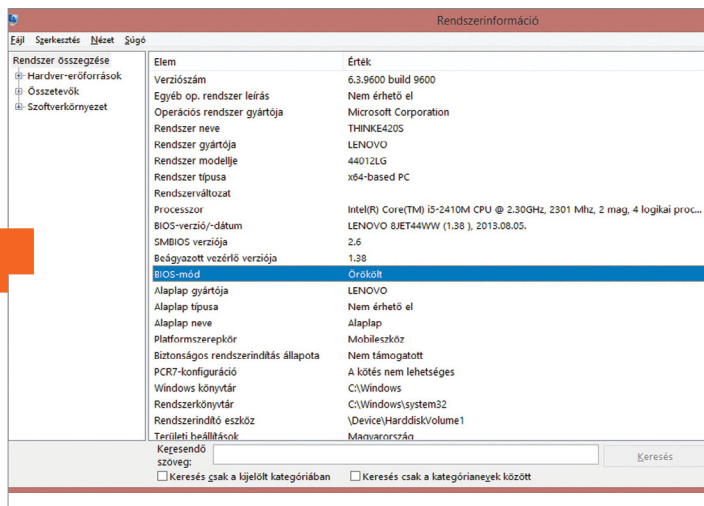 Rendszerinformáció
Fájl Szerkesztés Nézet Súgó
Rendszer összegzése
Hardver-erőforrások
Összetevők
Szoftverkörnyezet
Elem Érték
Verziószám 6.3.9600 build 9600
Egyéb op. rendszer leírás Nem érhető el
Operációs rendszer gyártója Microsoft Corporation
Rendszer neve THINKE420S
Rendszer gyártója LENOVO
Rendszer modellje 44012LG
Rendszer típusa x64-based PC
Rendszerváltozat
Processzor Intel(R) Core(TM) i5-2410M CPU @ 2.30GHz, 2301 Mhz, 2 mag, 4 logikai proc...
BIOS-verzió/-dátum LENOVO 8JET44WW (1.38 ), 2013.08.05.
SMBIOS verziója 2.6
Beágyazott vezérlő verziója 1.38
BIOS-mód Örökölt
Alaplap gyártója LENOVO
Alaplap típusa Nem érhető el
Alaplap neve Alaplap
Platformszerepkör Mobileszköz
Biztonságos rendszerindítás állapota Nem támogatott
PCR7-konfiguráció A kötés nem lehetséges
Windows könyvtár C:\Windows
Rendszerkönyvtár C:\Windows\system32
Rendszerindító eszköz \Device\HarddiskVolume1
Területi beállítások Magyarország
Keresendő
szöveg:
Keresés
Keresés csak a kijelölt kategóriában Keresés csak a kategórianevek között